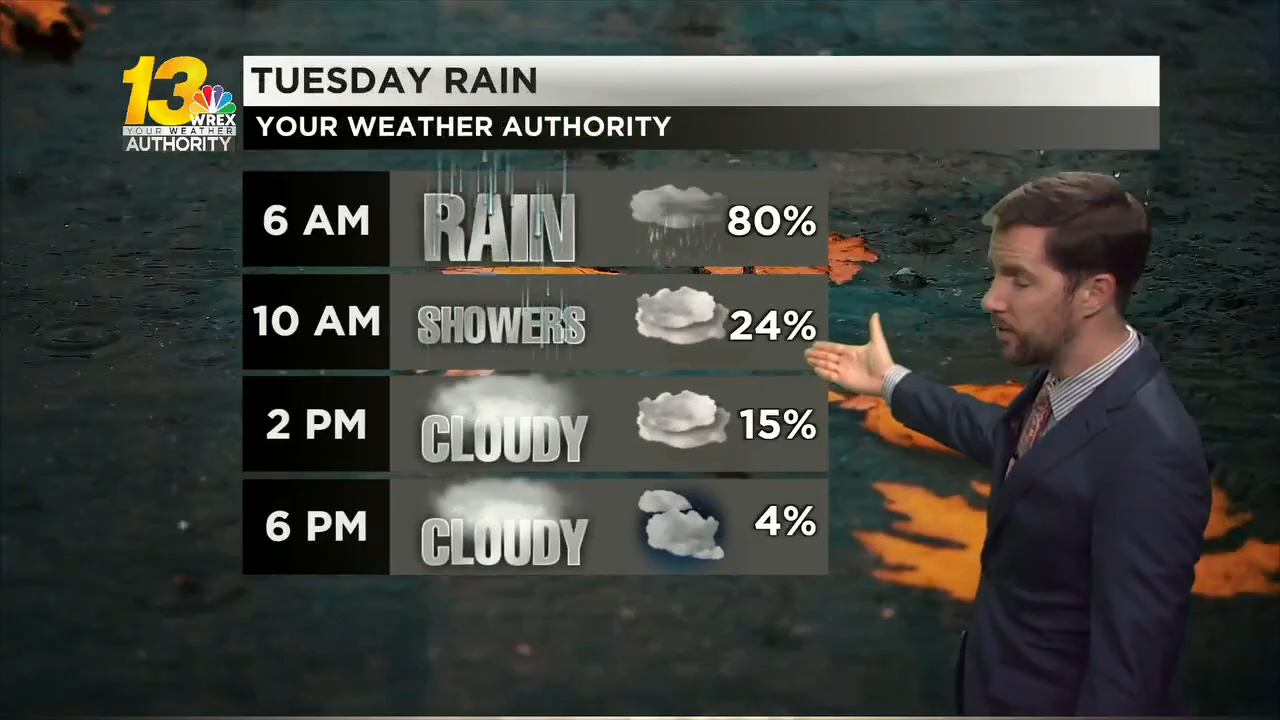 13
WREX
YOUR WEATHER
AUTHORITY
TUESDAY RAIN
YOUR WEATHER AUTHORITY
6 AM RAIN 80%
10 AM SHOWERS 24%
2 PM CLOUDY 15%
6 PM CLOUDY 4%